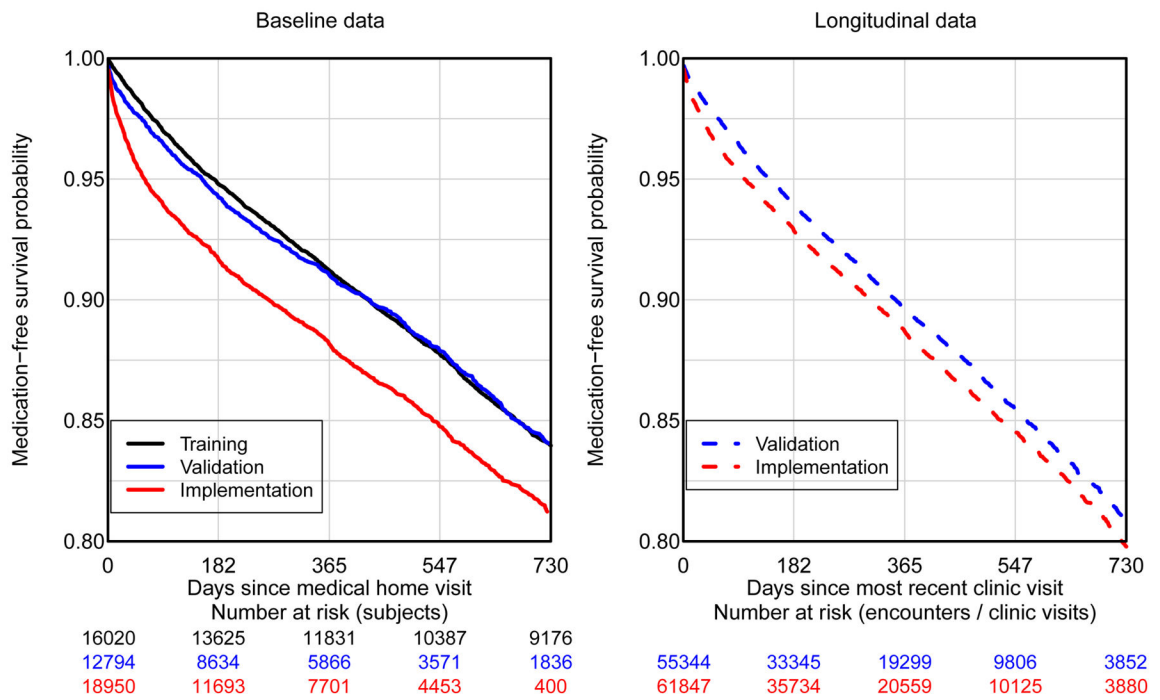 Baseline data
Medication−free survival probability
1.00
0.95
0.90
0.85
0.80
Training
Validation
Implementation
0 182 365 547 730
Days since medical home visit
Number at risk (subjects)
16020 13625 11831 10387 9176
12794 8634 5866 3571 1836
18950 11693 7701 4453 400
Longitudinal data
Medication−free survival probability
1.00
0.95
0.90
0.85
0.80
Validation
Implementation
0 182 365 547 730
Days since most recent clinic visit
Number at risk (encounters / clinic visits)
55344 33345 19299 9806 3852
61847 35734 20559 10125 3880